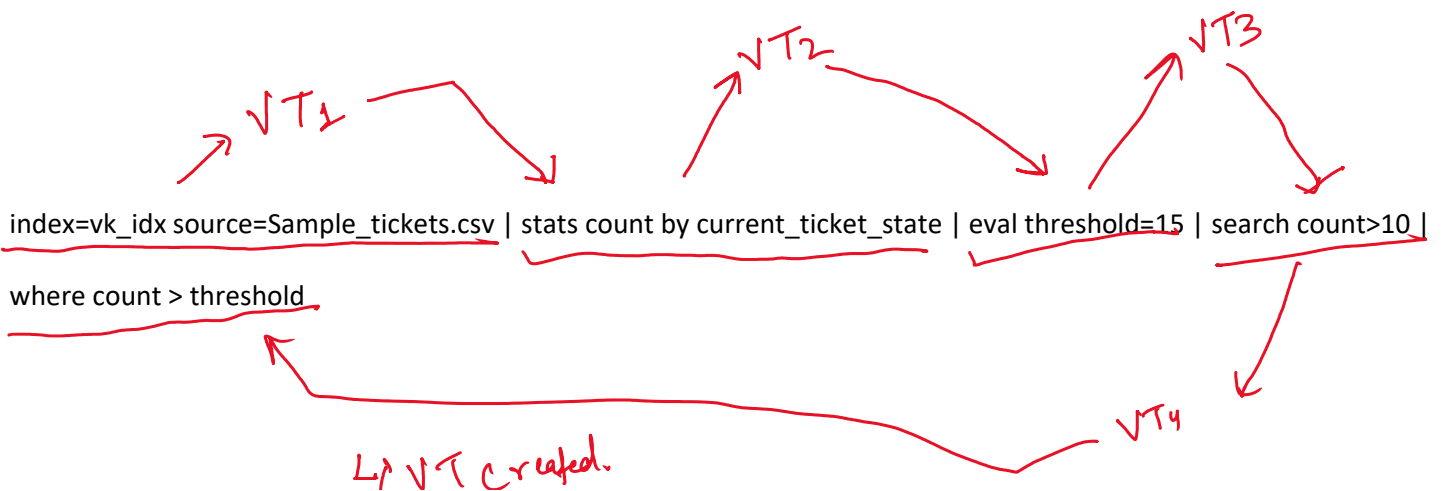 VT2
VT3
VT1
index=vk_idx source=Sample_tickets.csv | stats count by current_ticket_state | eval threshold=15 | search count>10 |
where count > threshold
VT4
VT Created.